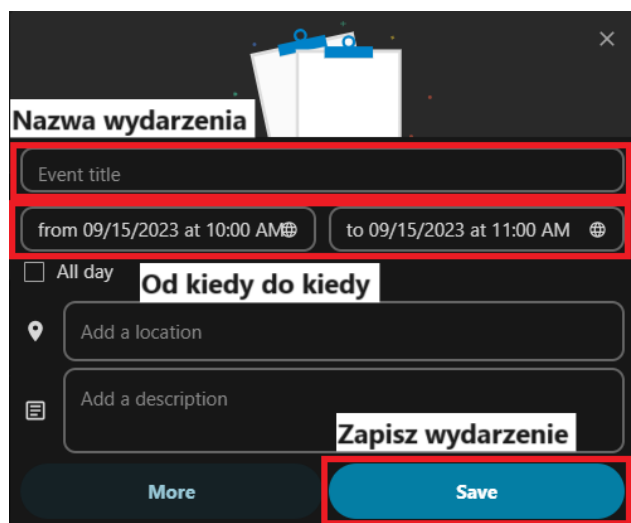 Nazwa wydarzenia
Event title
from 09/15/2023 at 10:00 AM
to 09/15/2023 at 11:00 AM
All day
Od kiedy do kiedy
Add a location
Add a description
Zapisz wydarzenie
More
Save